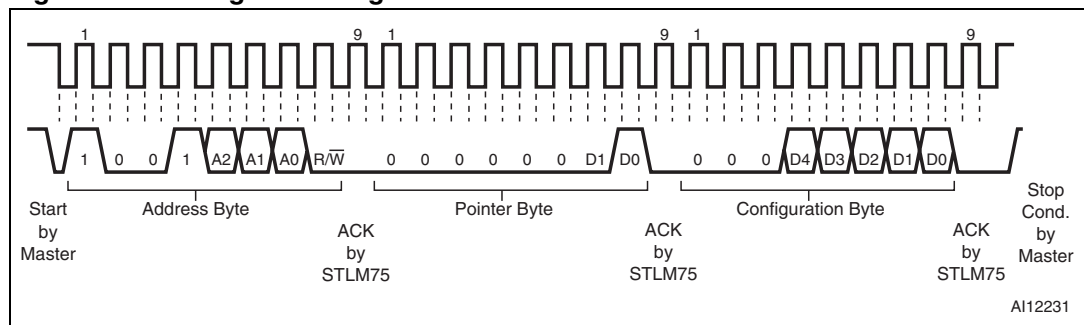 1 9 1 9 1 9
1 0 0 1 A2 A1 A0 R/W 0 0 0 0 0 0 D1 D0 0 0 0 D4 D3 D2 D1 D0
Start
by
Master
Address Byte
ACK
by
STLM75
Pointer Byte
ACK
by
STLM75
Configuration Byte
ACK
by
STLM75
Stop
Cond.
by
Master
AI12231